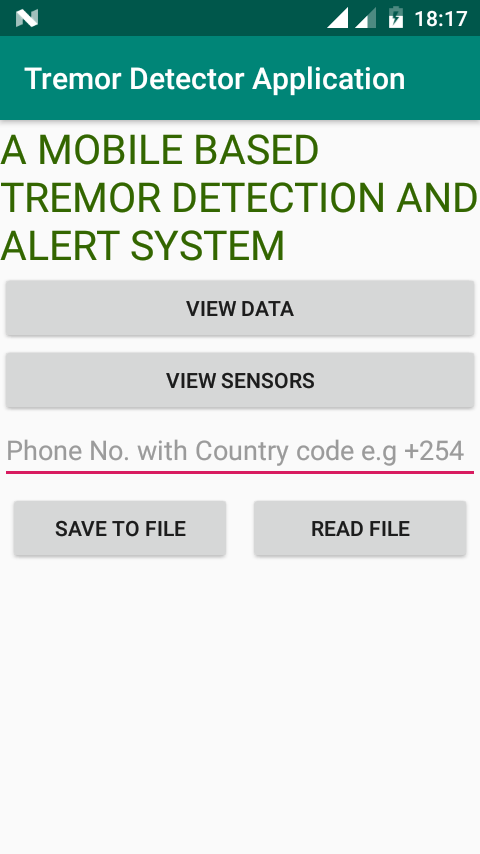 18:17
Tremor Detector Application
A MOBILE BASED
TREMOR DETECTION AND
ALERT SYSTEM
VIEW DATA
VIEW SENSORS
Phone No. with Country code e.g +254
SAVE TO FILE
READ FILE